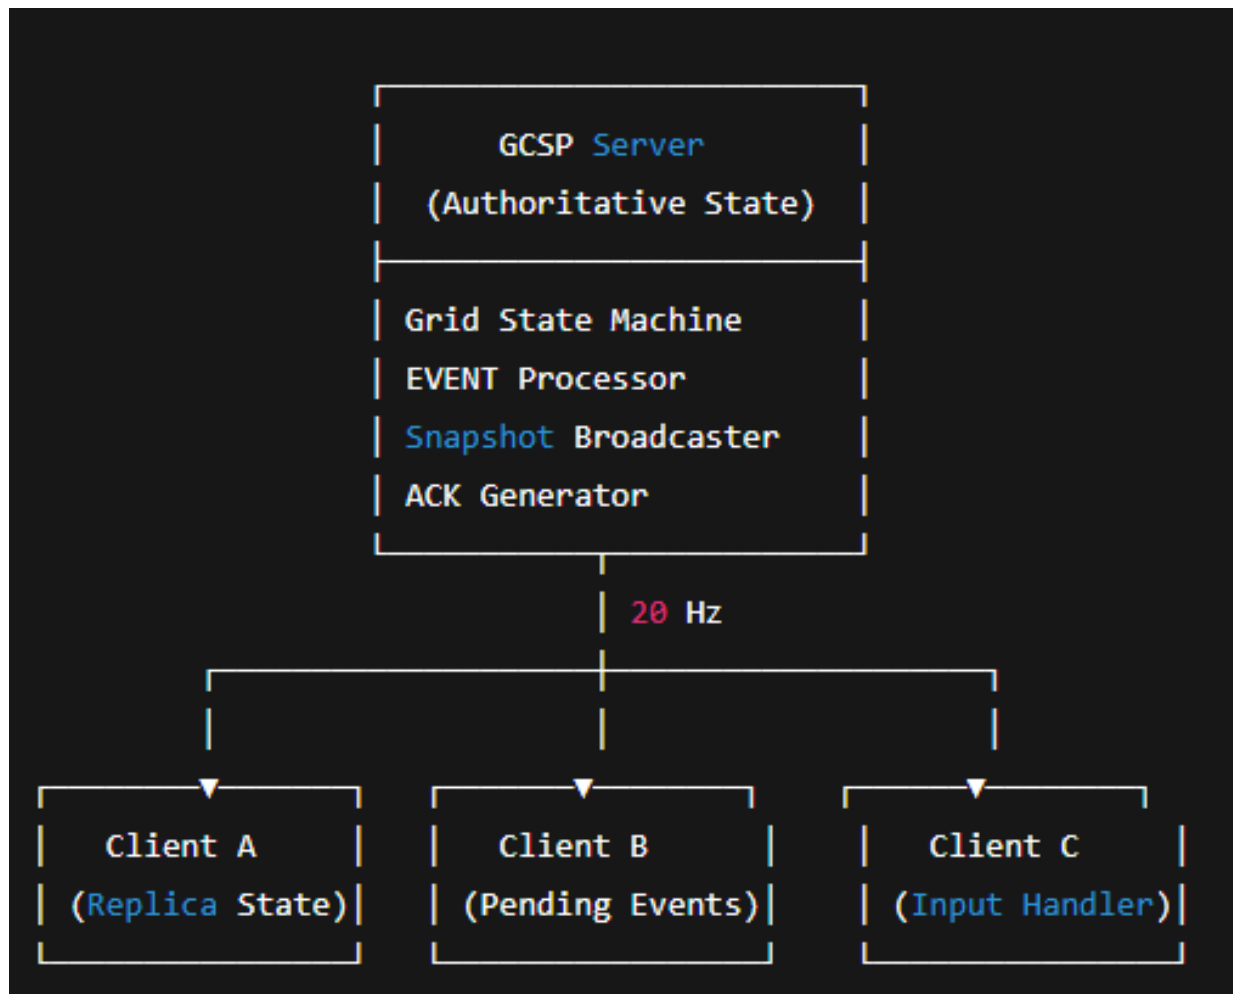 GCSP Server
(Authoritative State)
Grid State Machine
EVENT Processor
Snapshot Broadcaster
ACK Generator
20 Hz
Client A
(Replica State)
Client B
(Pending Events)
Client C
(Input Handler)